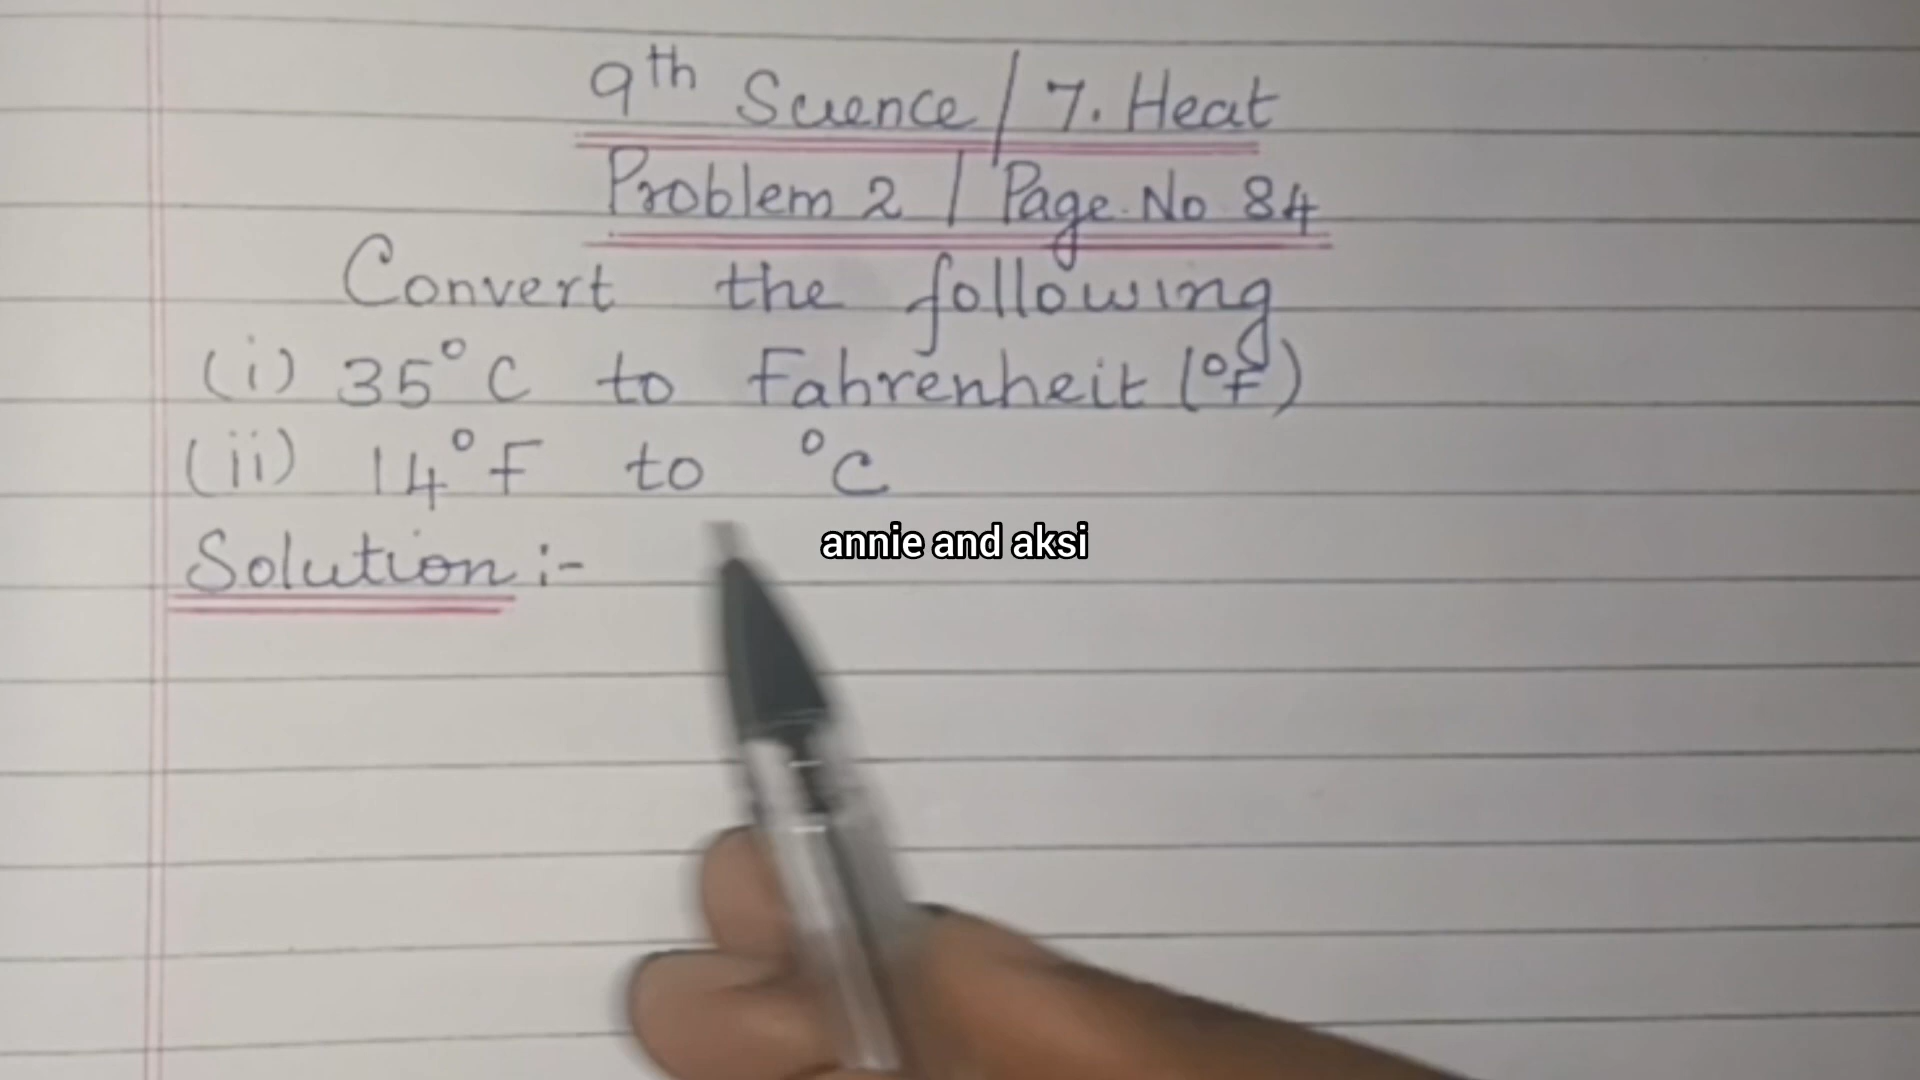 9th Science / 7. Heat
Problem 2 / Page No 84
Convert the following
(i) 35°C to Fahrenheit (°F)
(ii) 14°F to °C
annie and aksi
Solution :-